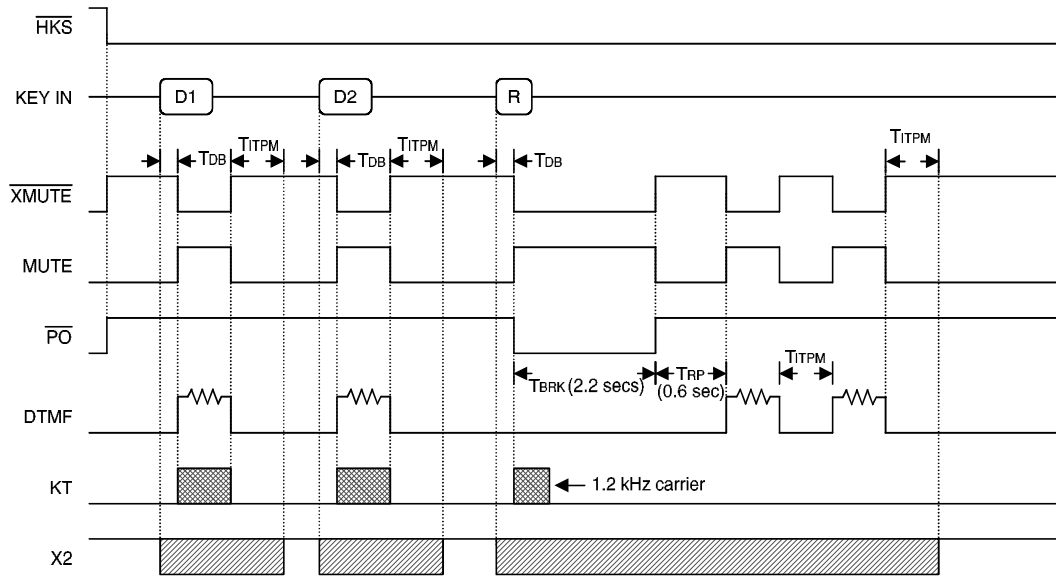 HKS
KEY IN D1 D2 R
TDB TITPM TDB TITPM TDB TITPM
XMUTE
MUTE
PO
TBRK (2.2 secs) TRP (0.6 sec) TITPM
DTMF
KT 1.2 kHz carrier
X2